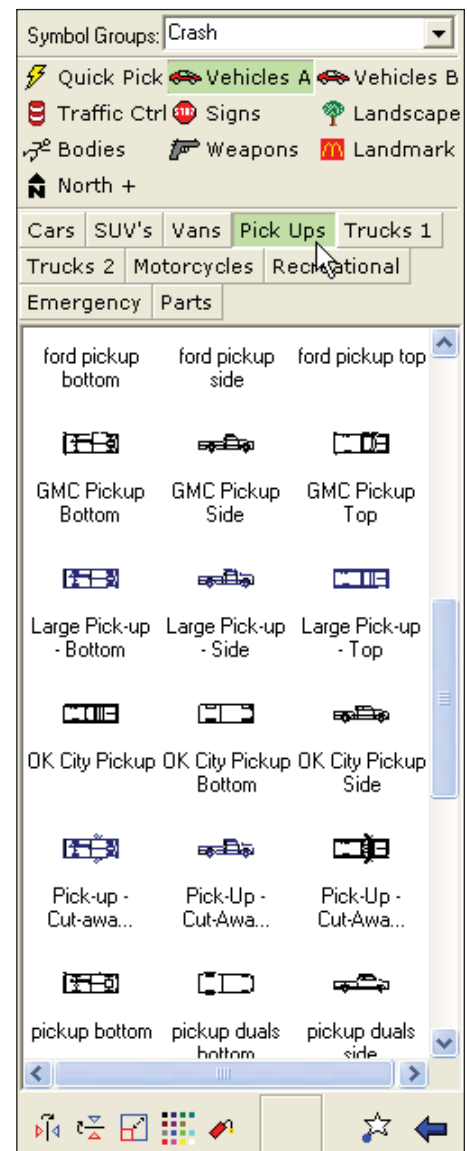 Symbol Groups: Crash
Quick Pick Vehicles A Vehicles B
Traffic Ctrl STOP Signs Landscape
Bodies Weapons Landmark
N North +
Cars SUV's Vans Pick Ups Trucks 1
Trucks 2 Motorcycles Recreational
Emergency Parts
ford pickup bottom ford pickup side ford pickup top
GMC Pickup Bottom GMC Pickup Side GMC Pickup Top
Large Pick-up - Bottom Large Pick-up - Side Large Pick-up - Top
OK City Pickup OK City Pickup Bottom OK City Pickup Side
Pick-up - Cut-awa... Pick-Up - Cut-Awa... Pick-Up - Cut-Awa...
pickup bottom pickup duals bottom pickup duals side